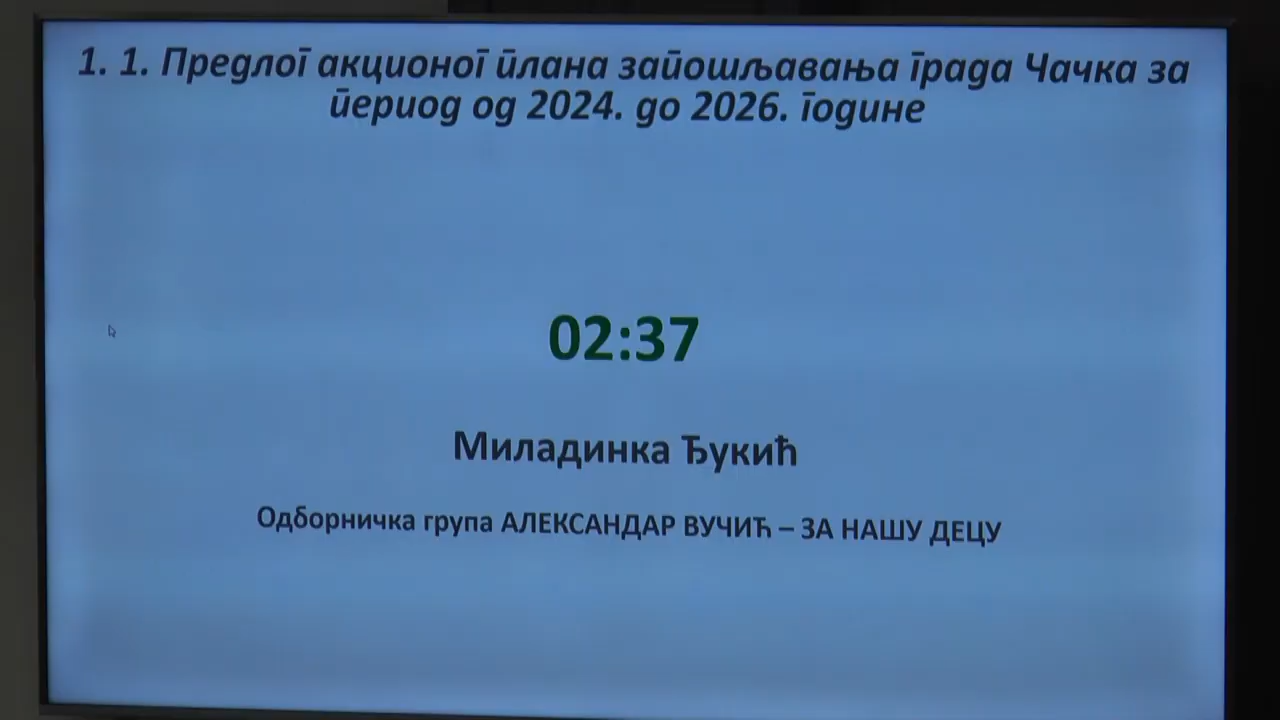 1. 1. Предлог акционог плана запошљавања града Чачка за
период од 2024. до 2026. године
02:37
Миладинка Ђукић
Одборничка група АЛЕКСАНДАР ВУЧИЋ – ЗА НАШУ ДЕЦУ